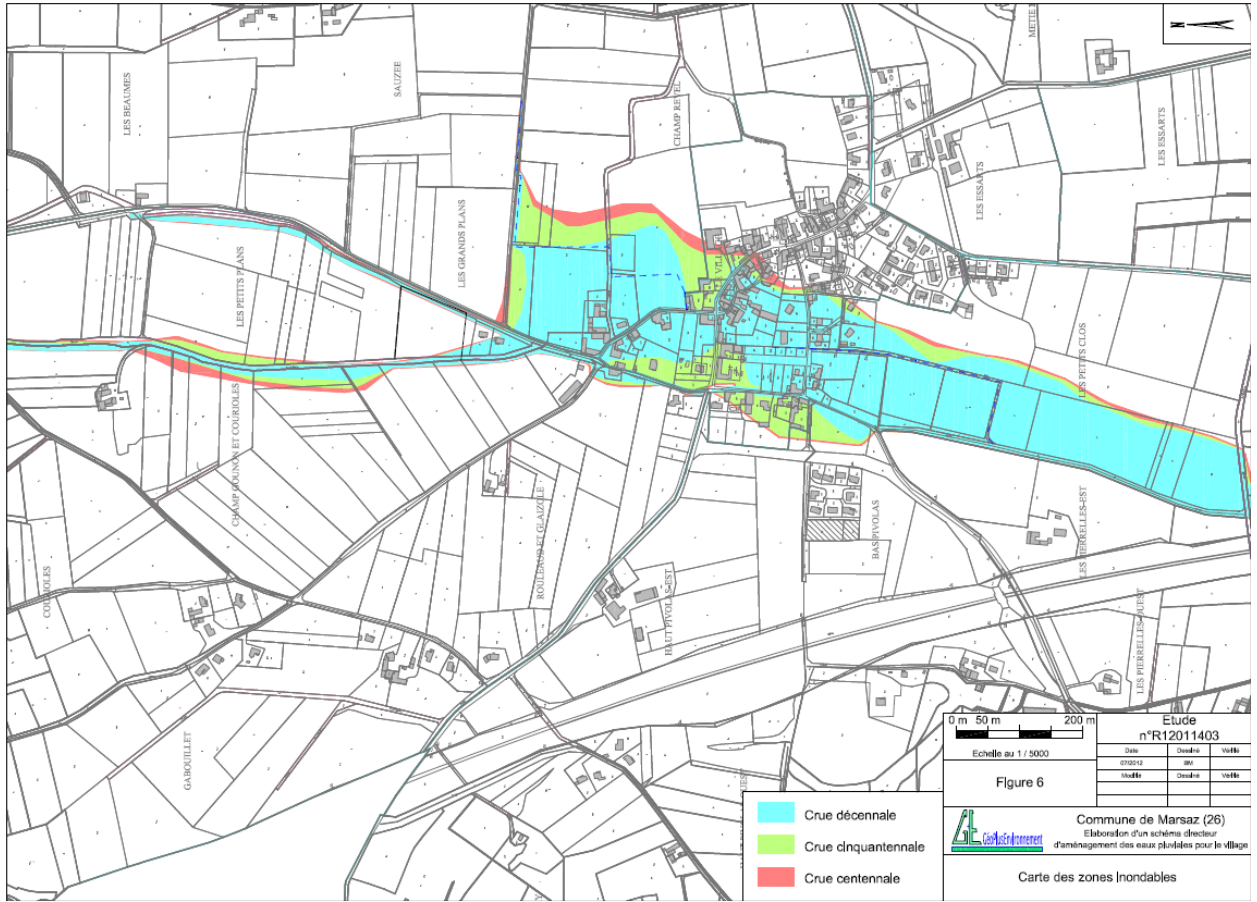 N
METIE
LES BEAUMES
SAUZEE
CHAMP REVEL
LES ESSARTS
LES ESSARTS
LES PETITS PLANS
LES GRANDS PLANS
LES PETITS CLOS
CHAMP GOUNON ET COURIOLES
COURIOLES
ROULEAUD ET GLAIZOLE
HAUT PIVOLAS-EST
BAS PIVOLAS
LES PIERRELLES-EST
LES PIERRELLES-OUEST
GABOUILLET
0 m 50 m 200 m
Echelle au 1 / 5000
Etude
n°R12011403
Date Dessiné Vérifié
07/2012 BM
Modifié Dessiné Vérifié
Figure 6
GéoPlusEnvironnement
Commune de Marsaz (26)
Elaboration d'un schéma directeur
d'aménagement des eaux pluviales pour le village
Carte des zones inondables
Crue décennale
Crue cinquantennale
Crue centennale